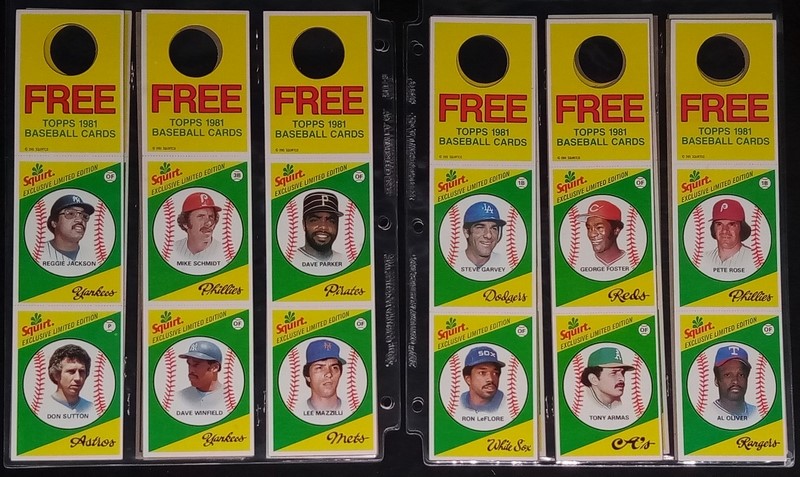 FREE
TOPPS 1981
BASEBALL CARDS
FREE
TOPPS 1981
BASEBALL CARDS
FREE
TOPPS 1981
BASEBALL CARDS
FREE
TOPPS 1981
BASEBALL CARDS
FREE
TOPPS 1981
BASEBALL CARDS
FREE
TOPPS 1981
BASEBALL CARDS
Squirt.
EXCLUSIVE LIMITED EDITION
OF
REGGIE JACKSON
Yankees
Squirt.
EXCLUSIVE LIMITED EDITION
3B
MIKE SCHMIDT
Phillies
Squirt.
EXCLUSIVE LIMITED EDITION
OF
DAVE PARKER
Pirates
Squirt.
EXCLUSIVE LIMITED EDITION
1B
LA
STEVE GARVEY
Dodgers
Squirt.
EXCLUSIVE LIMITED EDITION
OF
GEORGE FOSTER
Reds
Squirt.
EXCLUSIVE LIMITED EDITION
1B
PETE ROSE
Phillies
Squirt.
EXCLUSIVE LIMITED EDITION
P
DON SUTTON
Astros
Squirt.
EXCLUSIVE LIMITED EDITION
OF
DAVE WINFIELD
Yankees
Squirt.
EXCLUSIVE LIMITED EDITION
OF
LEE MAZZILLI
Mets
Squirt.
EXCLUSIVE LIMITED EDITION
OF
SOX
RON LeFLORE
White Sox
Squirt.
EXCLUSIVE LIMITED EDITION
OF
TONY ARMAS
A's
Squirt.
EXCLUSIVE LIMITED EDITION
OF
AL OLIVER
Rangers